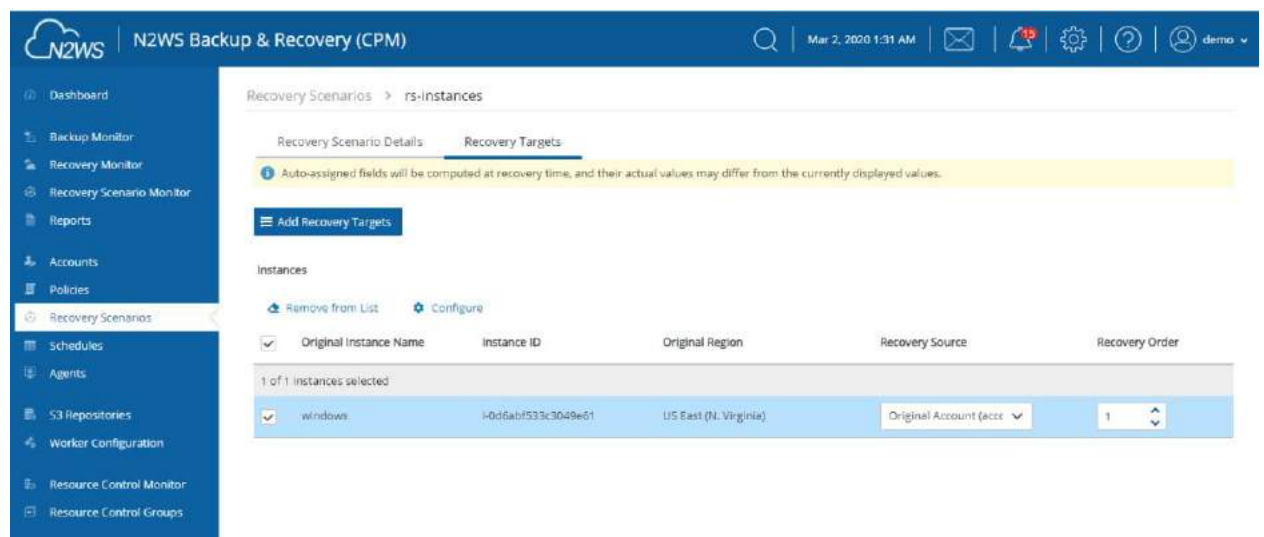 N2WS N2WS Backup & Recovery (CPM) Mar 2, 2020 1:31 AM 15 demo
Dashboard
Backup Monitor
Recovery Monitor
Recovery Scenario Monitor
Reports
Accounts
Policies
Recovery Scenarios
Schedules
Agents
S3 Repositories
Worker Configuration
Resource Control Monitor
Resource Control Groups
Recovery Scenarios > rs-instances
Recovery Scenario Details Recovery Targets
Auto-assigned fields will be computed at recovery time, and their actual values may differ from the currently displayed values.
Add Recovery Targets
Instances
Remove from List Configure
Original Instance Name Instance ID Original Region Recovery Source Recovery Order
1 of 1 instances selected
windows i-0d6abf533c3049e61 US East (N. Virginia) Original Account (acce 1